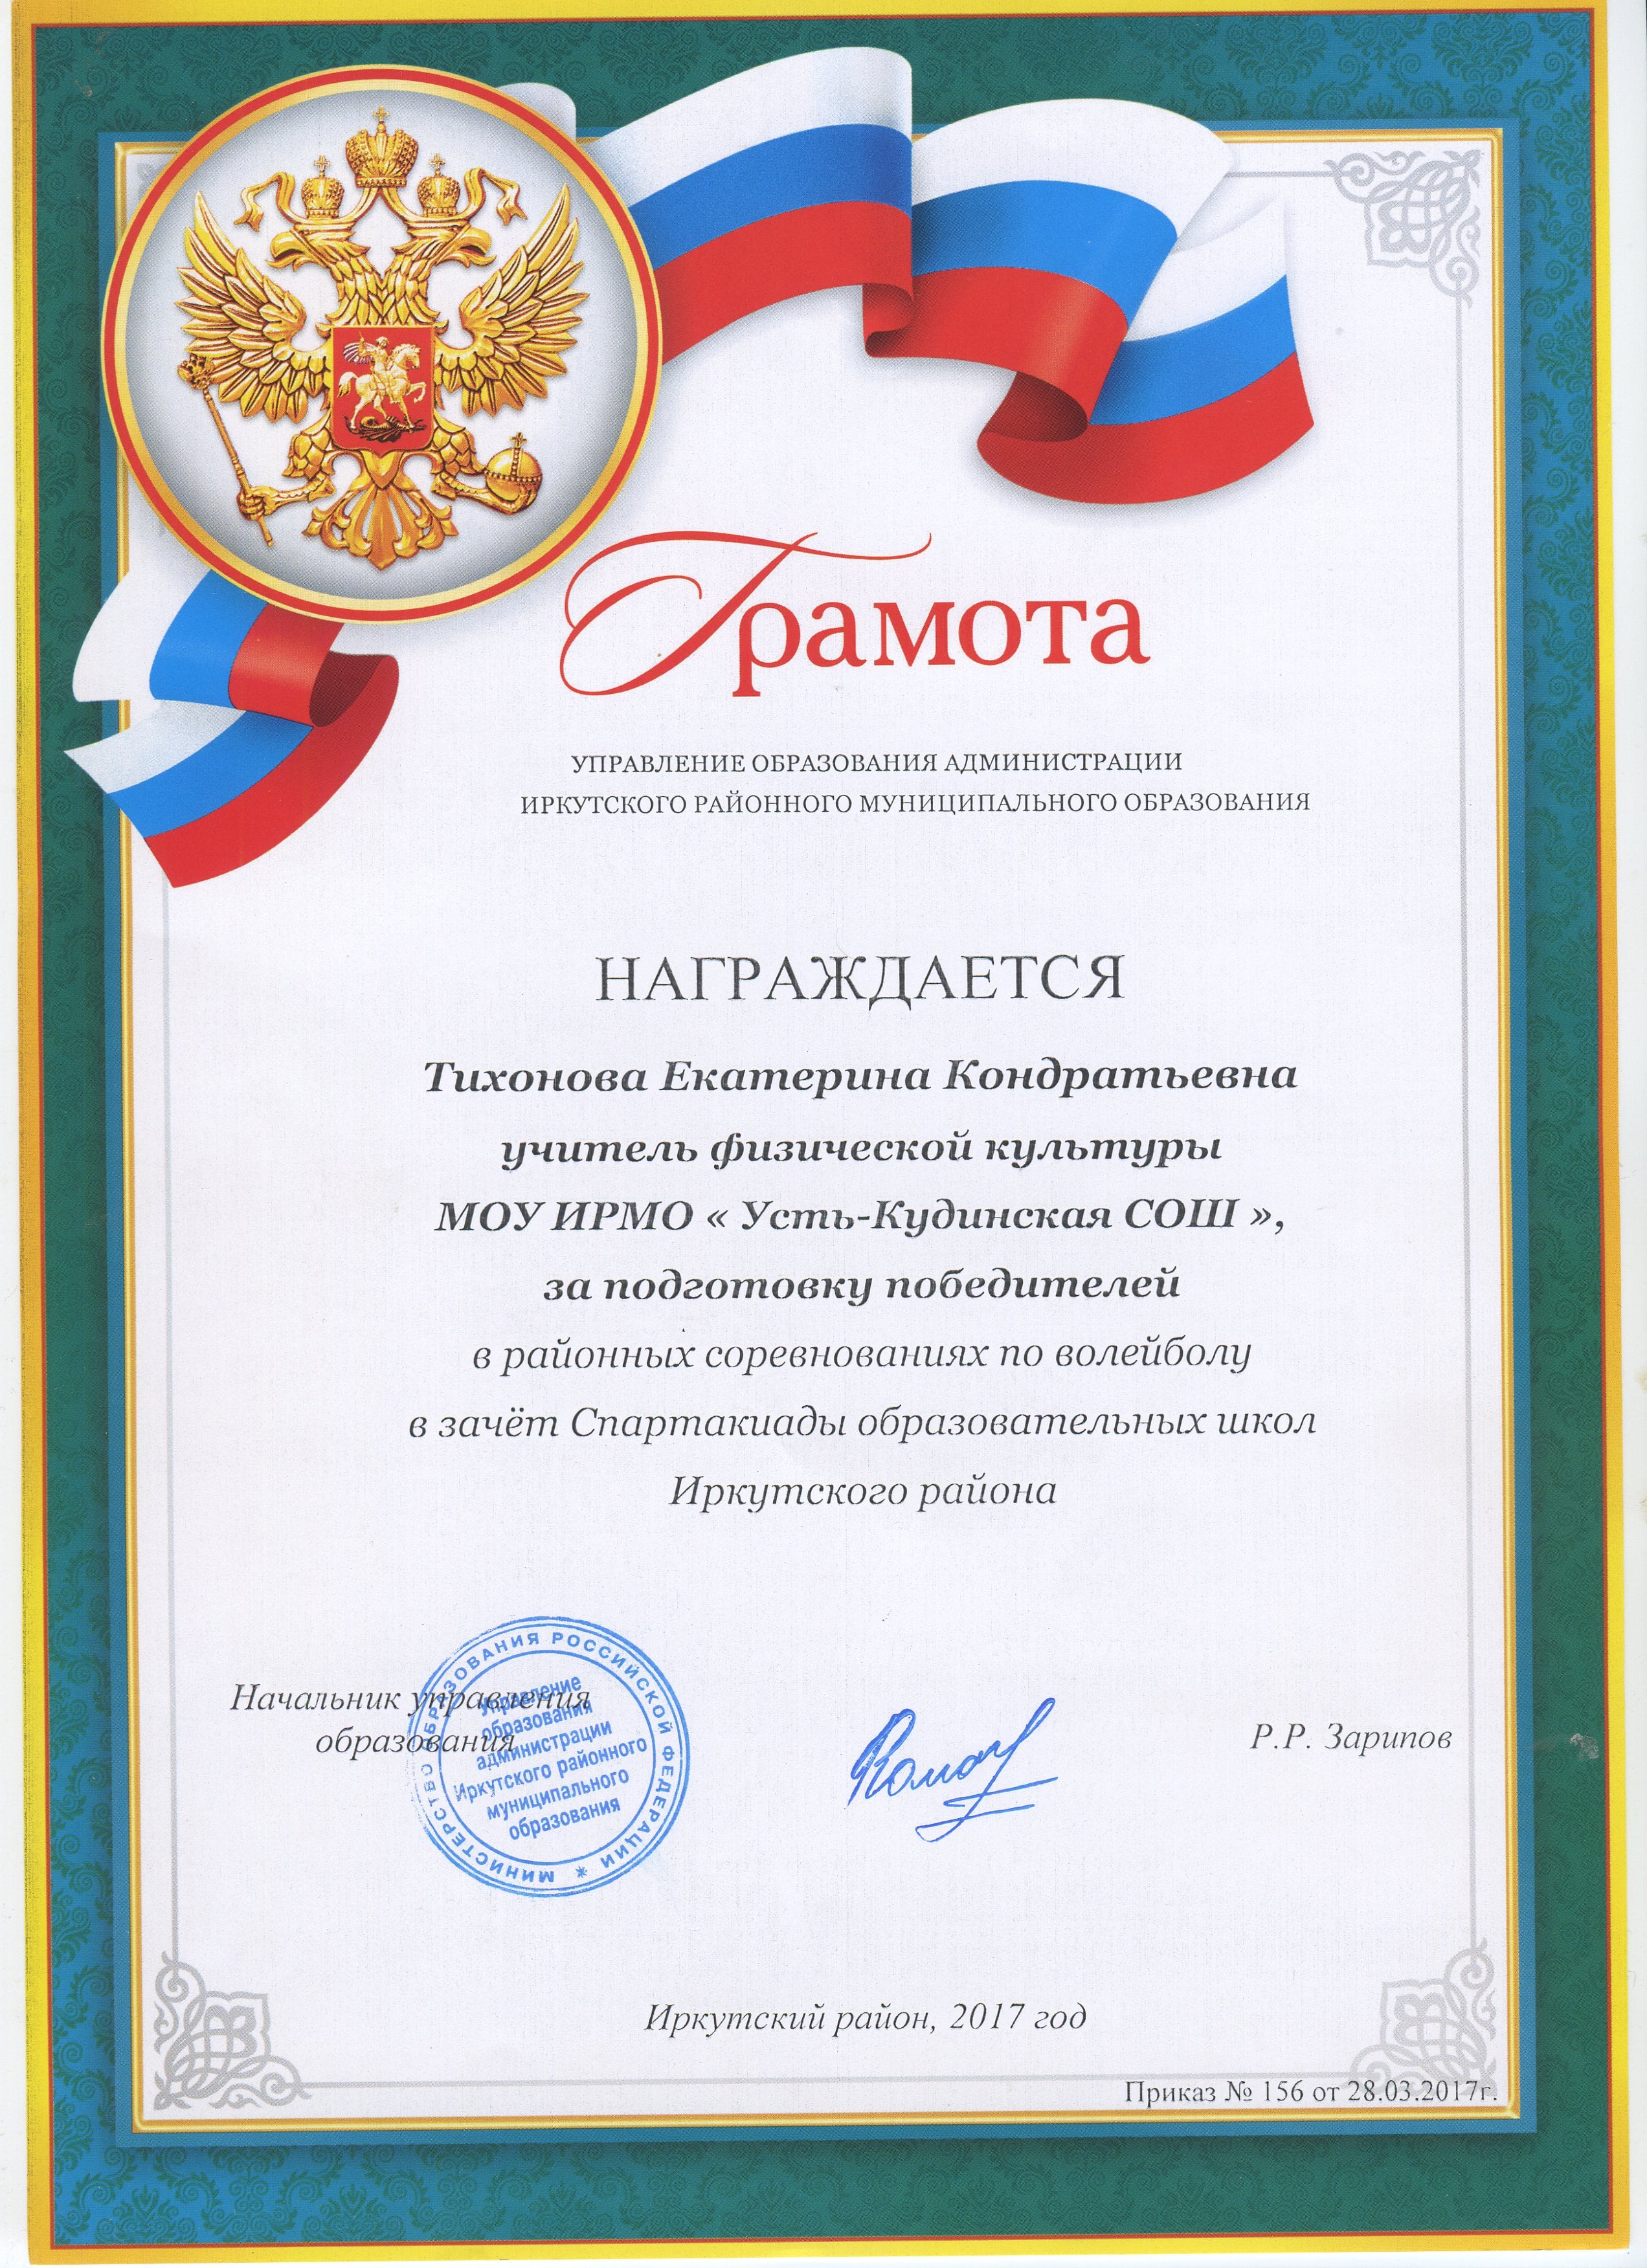 Грамота
УПРАВЛЕНИЕ ОБРАЗОВАНИЯ АДМИНИСТРАЦИИ
ИРКУТСКОГО РАЙОННОГО МУНИЦИПАЛЬНОГО ОБРАЗОВАНИЯ
НАГРАЖДАЕТСЯ
Тихонова Екатерина Кондратьевна
учитель физической культуры
МОУ ИРМО « Усть-Кудинская СОШ »,
за подготовку победителей
в районных соревнованиях по волейболу
в зачёт Спартакиады образовательных школ
Иркутского района
Начальник управления
образования
МИНИСТЕРСТВО ОБРАЗОВАНИЯ РОССИЙСКОЙ ФЕДЕРАЦИИ *
Управление
образования
администрации
Иркутского районного
муниципального
образования
Р.Р. Зарипов
Иркутский район, 2017 год
Приказ № 156 от 28.03.2017г.